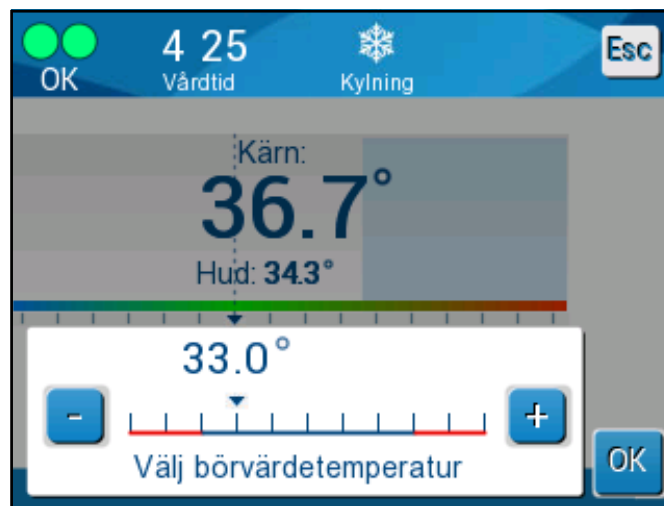 OK
4 25
Vårdtid
Kylning
Esc
Kärn:
36.7°
Hud: 34.3°
33.0°
-
+
Välj börvärdetemperatur
OK